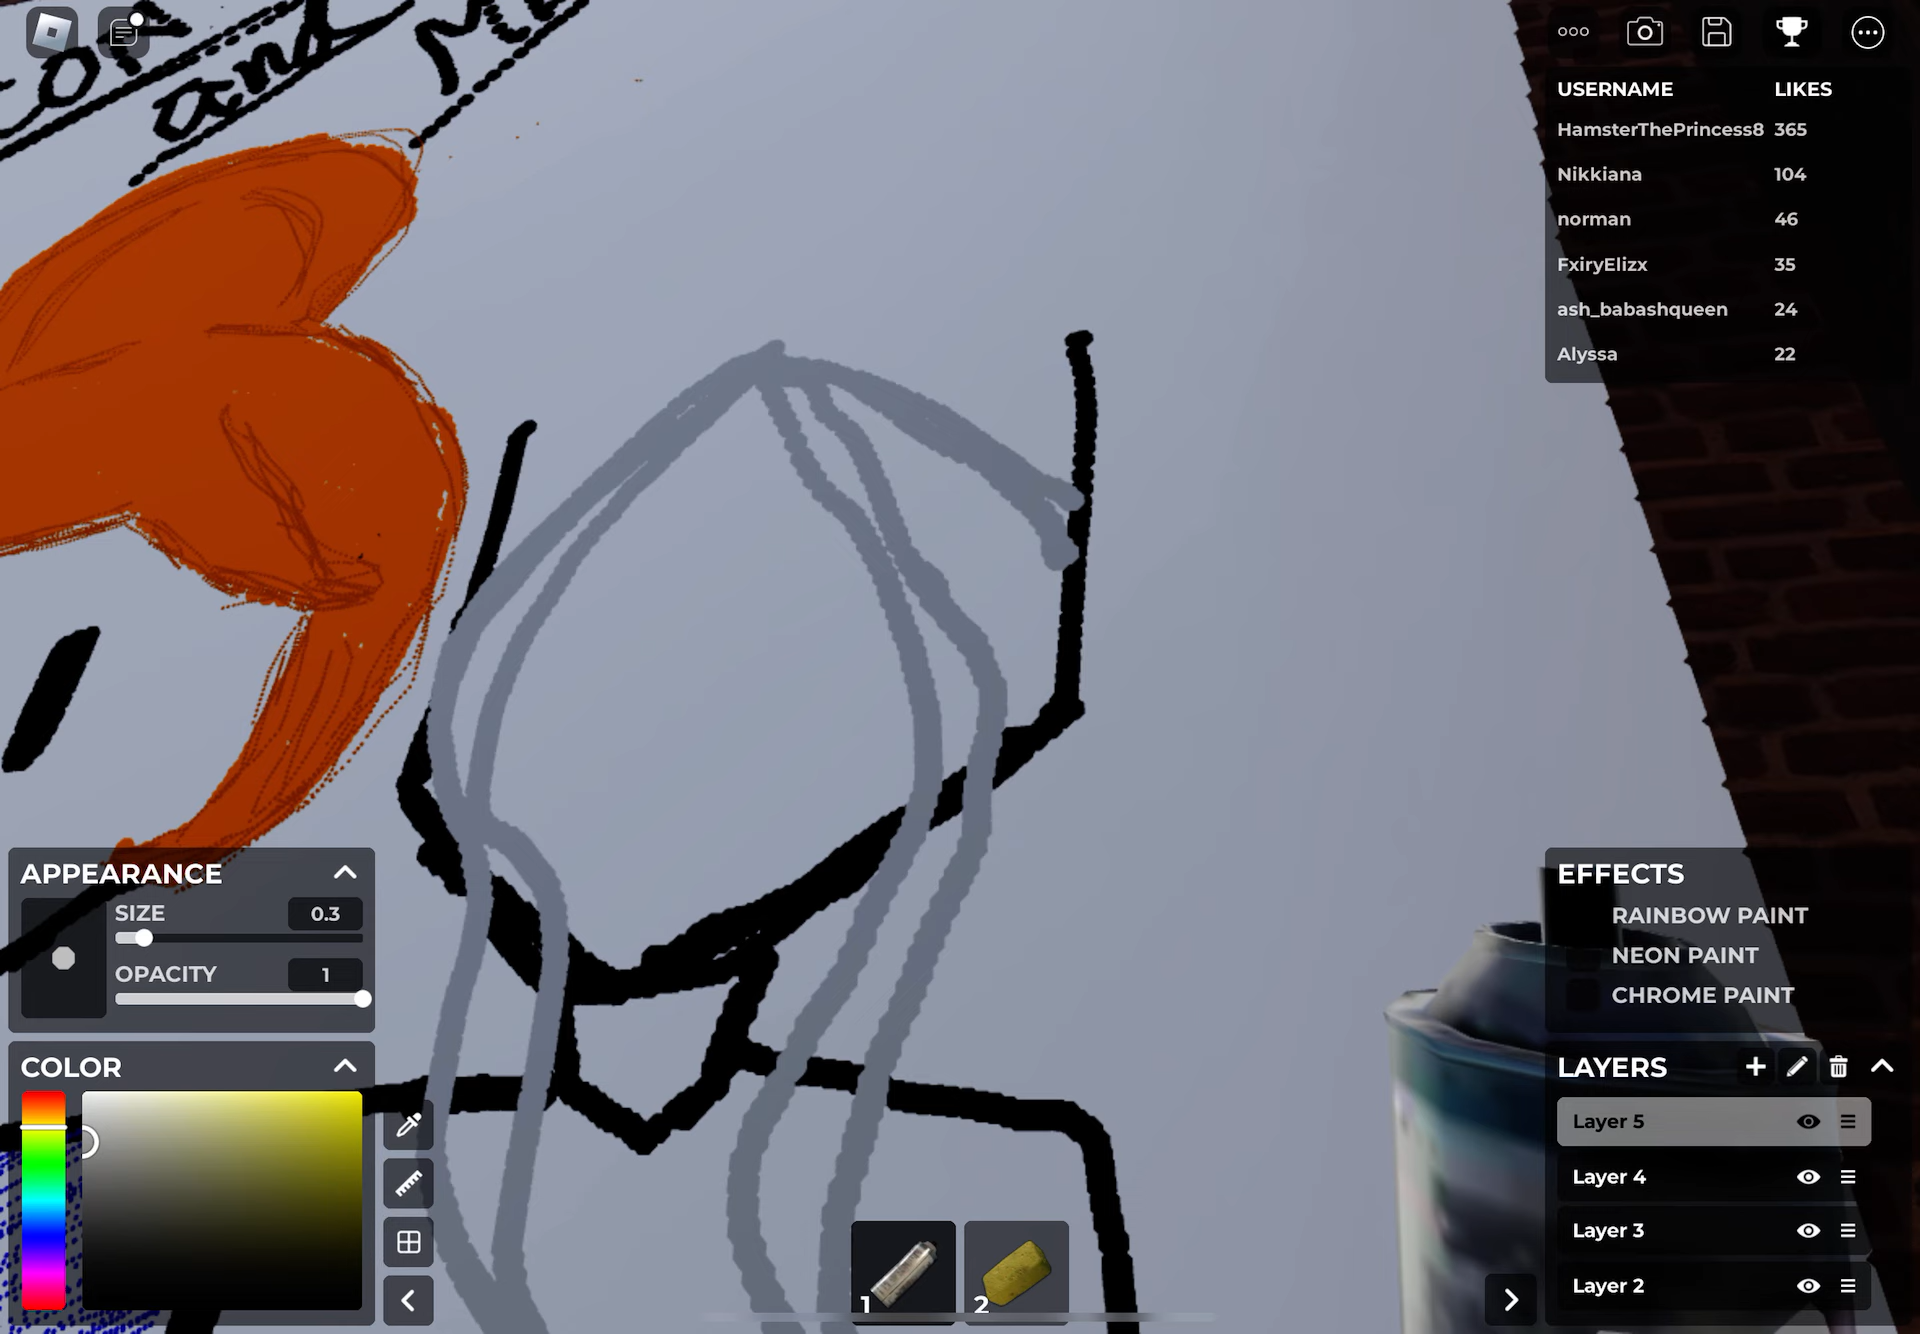 and
USERNAME LIKES
HamsterThePrincess8 365
Nikkiana 104
norman 46
FxiryElizx 35
ash_babashqueen 24
Alyssa 22
APPEARANCE
SIZE 0.3
OPACITY 1
COLOR
1 2
EFFECTS
RAINBOW PAINT
NEON PAINT
CHROME PAINT
LAYERS
Layer 5
Layer 4
Layer 3
Layer 2